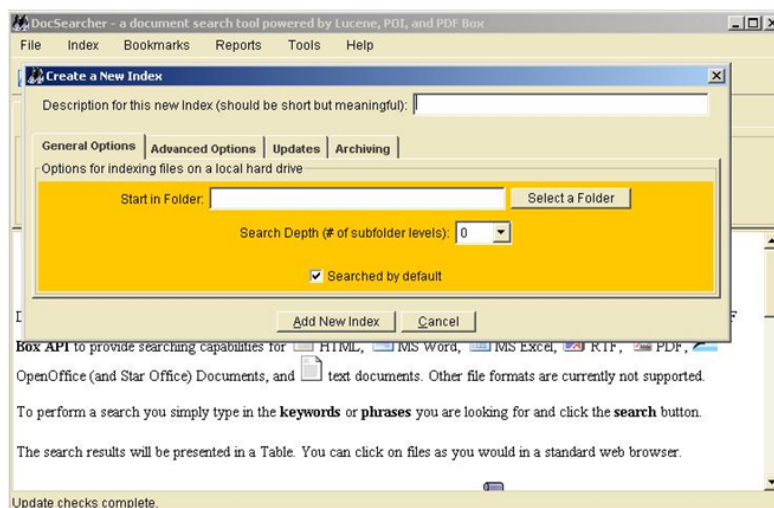 DocSearcher - a document search tool powered by Lucene, POI, and PDF Box
File Index Bookmarks Reports Tools Help
Create a New Index
Description for this new Index (should be short but meaningful):
General Options Advanced Options Updates Archiving
Options for indexing files on a local hard drive
Start in Folder: Select a Folder
Search Depth (# of subfolder levels): 0
Searched by default
Add New Index Cancel
Box API to provide searching capabilities for HTML, MS Word, MS Excel, RTF, PDF,
OpenOffice (and Star Office) Documents, and text documents. Other file formats are currently not supported.
To perform a search you simply type in the keywords or phrases you are looking for and click the search button.
The search results will be presented in a Table. You can click on files as you would in a standard web browser.
Update checks complete.